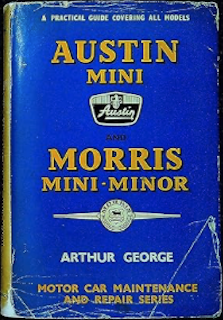 A PRACTICAL GUIDE COVERING ALL MODELS
AUSTIN
MINI
Austin
AND
MORRIS
MINI-MINOR
MORRIS
ARTHUR GEORGE
MOTOR CAR MAINTENANCE
AND REPAIR SERIES